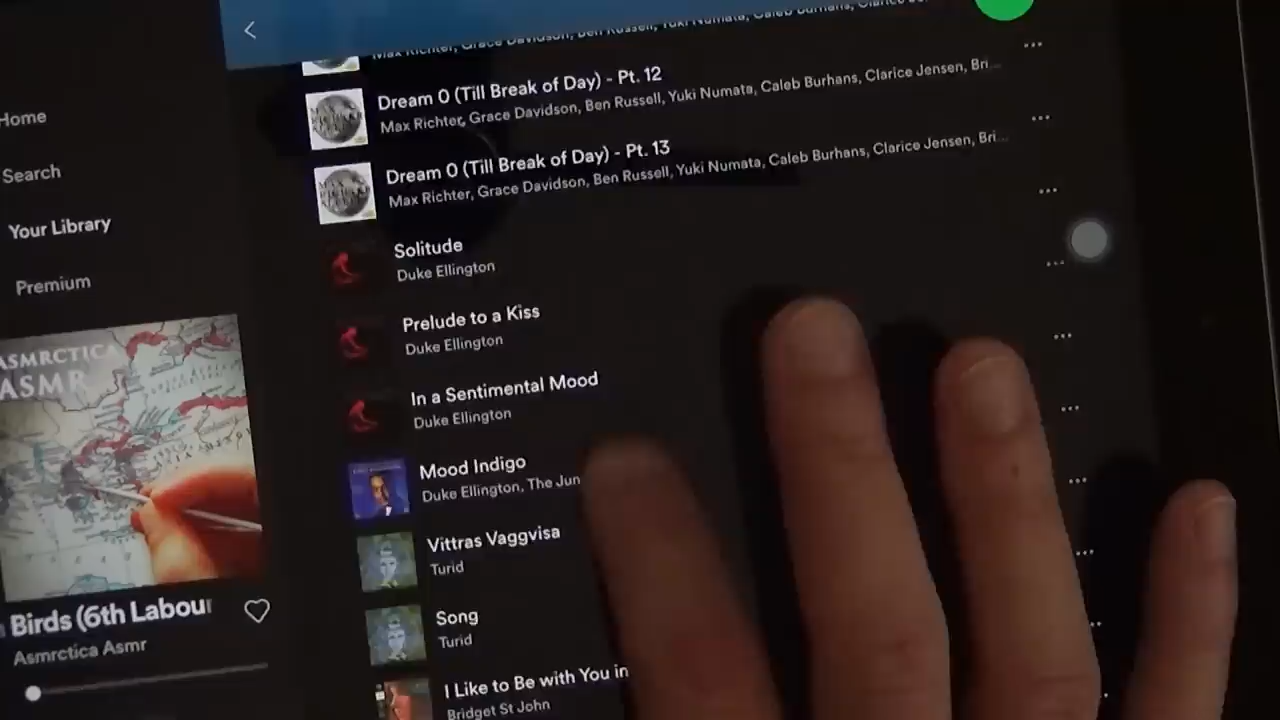 Home
Search
Your Library
Premium
ASMRCTICA
ASMR
Birds (6th Labour
Asmrctica Asmr
Max Richter, Grace Davidson, Ben Russell, Yuki Numata, Caleb Burhans,
Dream 0 (Till Break of Day) - Pt. 12
Max Richter, Grace Davidson, Ben Russell, Yuki Numata, Caleb Burhans, Clarice Jensen, Bri...
Dream 0 (Till Break of Day) - Pt. 13
Max Richter, Grace Davidson, Ben Russell, Yuki Numata, Caleb Burhans, Clarice Jensen, Bri...
Solitude
Duke Ellington
Prelude to a Kiss
Duke Ellington
In a Sentimental Mood
Duke Ellington
Mood Indigo
Duke Ellington, The Jun
Vittras Vaggvisa
Turid
Song
Turid
I Like to Be with You in
Bridget St John